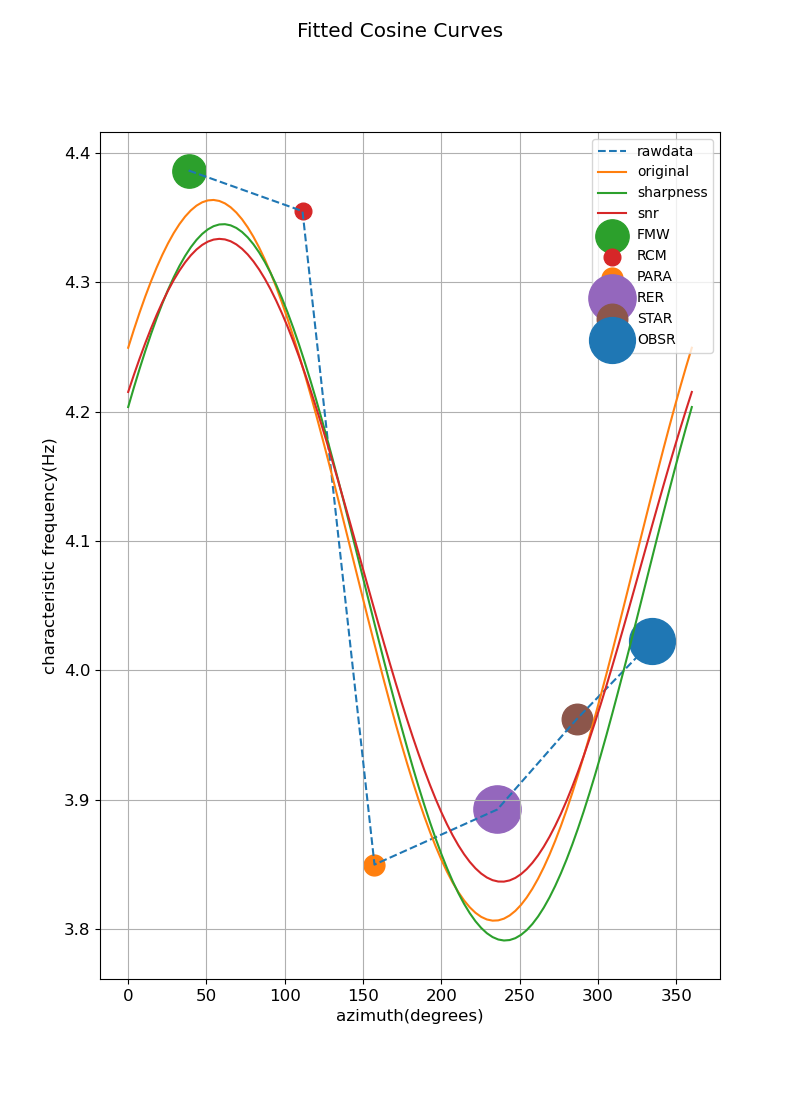 Fitted Cosine Curves
4.4
4.3
4.2
4.1
4.0
3.9
3.8
characteristic frequency(Hz)
rawdata
original
sharpness
snr
FMW
RCM
PARA
RER
STAR
OBSR
0 50 100 150 200 250 300 350
azimuth(degrees)